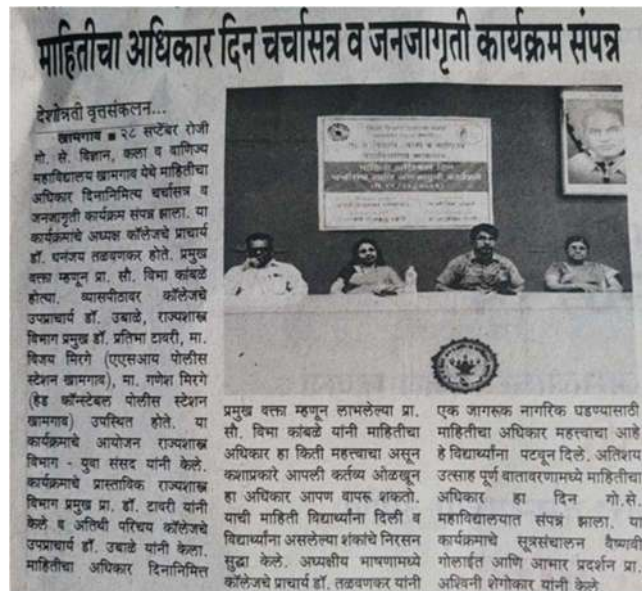 माहितीचा अधिकार दिन चर्चासत्र व जनजागृती कार्यक्रम संपन्न
देशोन्नती वृत्तसंकलन...
खामगाव ■ २८ सप्टेंबर रोजी
गो. से. विज्ञान, कला व वाणिज्य
महाविद्यालय खामगाव येथे माहितीचा
अधिकार दिनानिमित्य चर्चासत्र व
जनजागृती कार्यक्रम संपन्न झाला. या
कार्यक्रमांचे अध्यक्ष कॉलेजचे प्राचार्य
डॉ. धनंजय तळवणकर होते. प्रमुख
वक्ता म्हणून प्रा. सौ. विभा कांबळे
होत्या. व्यासपीठावर कॉलेजचे
उपप्राचार्य डॉ. उबाळे, राज्यशास्त्र
विभाग प्रमुख डॉ. प्रतिभा टावरी, मा.
विजय मिरगे (एएसआय पोलीस
स्टेशन खामगाव), मा. गणेश मिरगे
(हेड कॉन्स्टेबल पोलीस स्टेशन
खामगाव) उपस्थित होते. या
कार्यक्रमाचे आयोजन राज्यशास्त्र
विभाग - युवा संसद यांनी केले.
कार्यक्रमाचे प्रास्ताविक राज्यशास्त्र
विभाग प्रमुख प्रा. डॉ. टावरी यांनी
केले व अतिथी परिचय कॉलेजचे
उपप्राचार्य डॉ. उबाळे यांनी केला.
माहितीचा अधिकार दिनानिमित्त
प्रमुख वक्ता म्हणून लाभलेल्या प्रा.
सौ. विभा कांबळे यांनी माहितीचा
अधिकार हा किती महत्त्वाचा असून
कशाप्रकारे आपली कर्तव्य ओळखून
हा अधिकार आपण वापरू शकतो.
याची माहिती विद्यार्थ्यांना दिली व
विद्यार्थ्यांना असलेल्या शंकांचे निरसन
सुद्धा केले. अध्यक्षीय भाषणामध्ये
कॉलेजचे प्राचार्य डॉ. तळवणकर यांनी
एक जागरूक नागरिक घडण्यासाठी
माहितीचा अधिकार महत्त्वाचा आहे
हे विद्यार्थ्यांना पटवून दिले. अतिशय
उत्साह पूर्ण वातावरणामध्ये माहितीचा
अधिकार हा दिन गो.से.
महाविद्यालयात संपन्न झाला. या
कार्यक्रमाचे सूत्रसंचालन वैष्णवी
गोलाईत आणि आभार प्रदर्शन प्रा.
अश्विनी शेगोकार यांनी केले